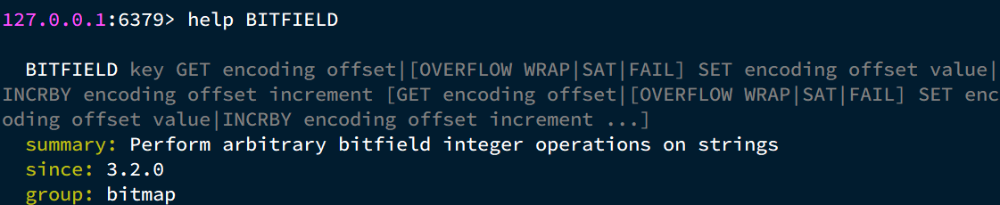 127.0.0.1:6379> help BITFIELD
BITFIELD key GET encoding offset|[OVERFLOW WRAP|SAT|FAIL] SET encoding offset value|
INCRBY encoding offset increment [GET encoding offset|[OVERFLOW WRAP|SAT|FAIL] SET enc
oding offset value|INCRBY encoding offset increment ...]
summary: Perform arbitrary bitfield integer operations on strings
since: 3.2.0
group: bitmap